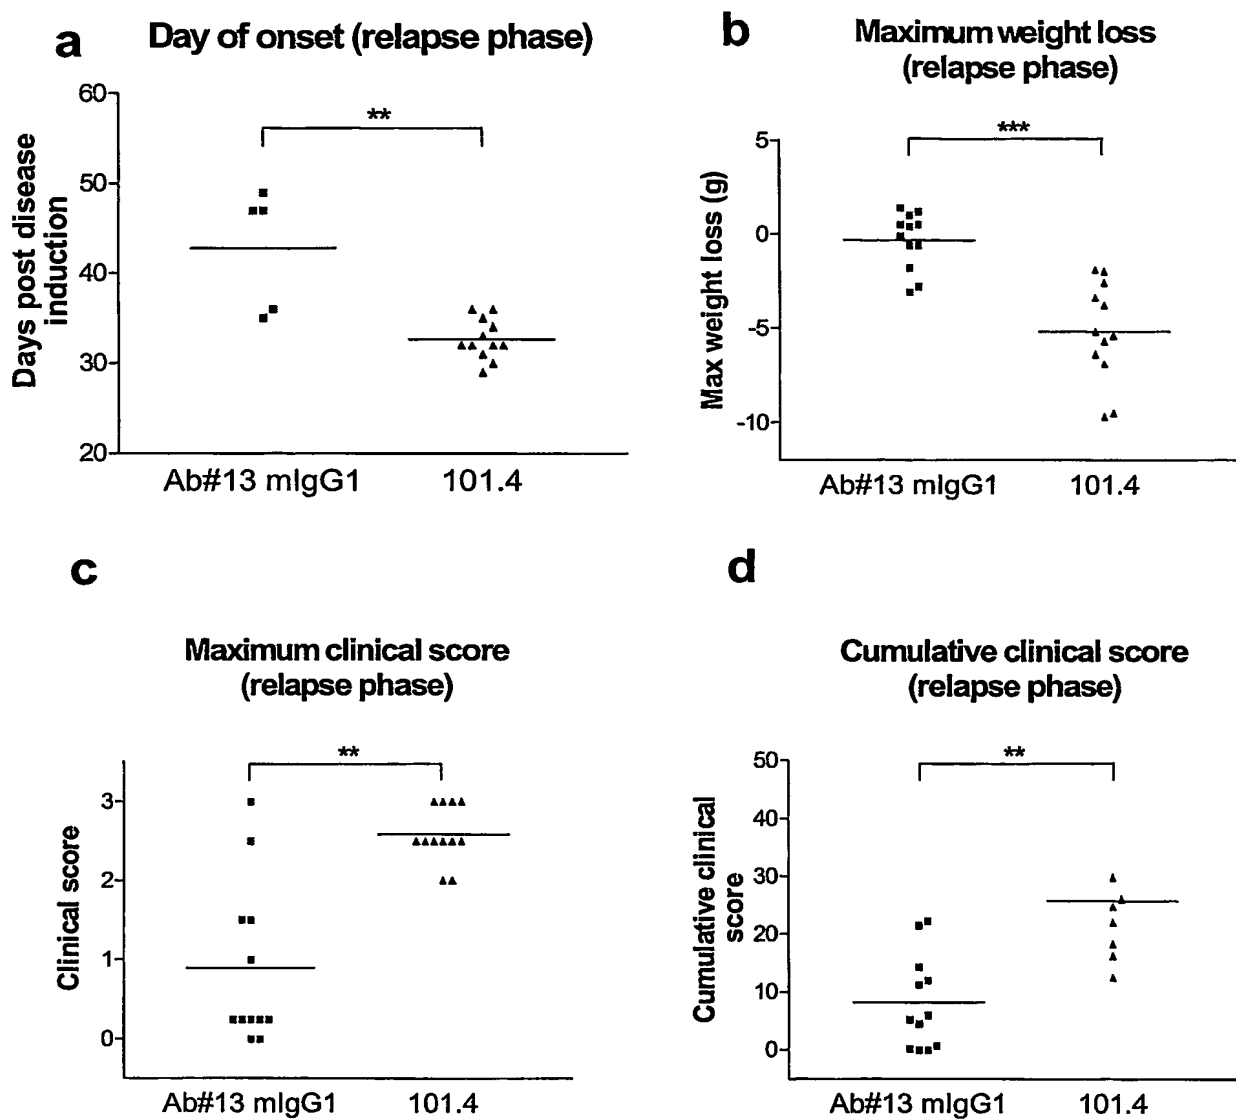 a
Day of onset (relapse phase)
60
50
40
30
20
Days post disease
induction
**
Ab#13 mIgG1
101.4
b
Maximum weight loss
(relapse phase)
5
0
-5
-10
Max weight loss (g)
***
Ab#13 mIgG1
101.4
c
Maximum clinical score
(relapse phase)
3
2
1
0
Clinical score
**
Ab#13 mIgG1
101.4
d
Cumulative clinical score
(relapse phase)
50
40
30
20
10
0
Cumulative clinical
score
**
Ab#13 mIgG1
101.4